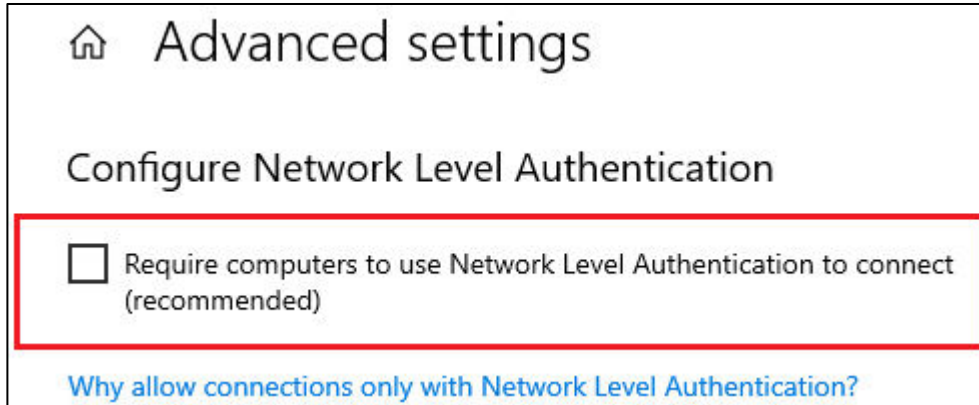 Advanced settings
Configure Network Level Authentication
Require computers to use Network Level Authentication to connect
(recommended)
Why allow connections only with Network Level Authentication?